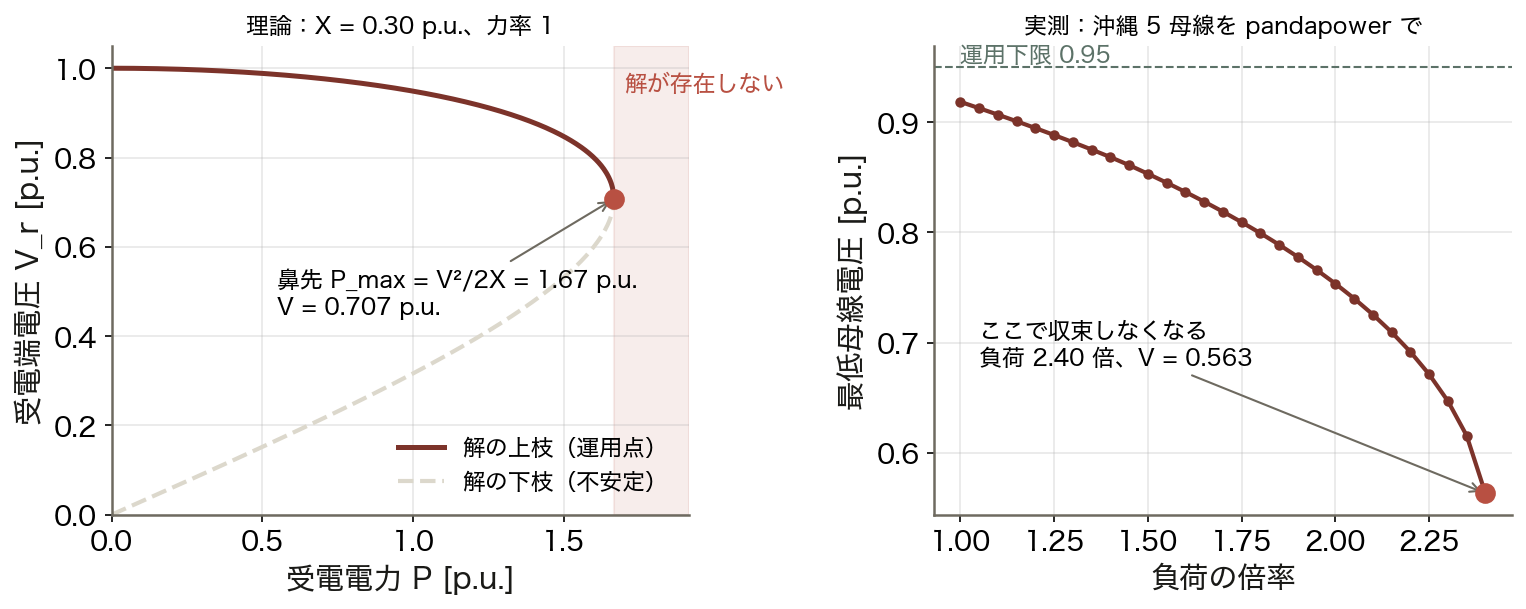 理論：X = 0.30 p.u.、力率 1
受電端電圧 V_r [p.u.]
1.0
0.8
0.6
0.4
0.2
0.0
解が存在しない
鼻先 P_max = V²/2X = 1.67 p.u.
V = 0.707 p.u.
解の上枝（運用点）
解の下枝（不安定）
0.0 0.5 1.0 1.5
受電電力 P [p.u.]
実測：沖縄 5 母線を pandapower で
最低母線電圧 [p.u.]
運用下限 0.95
0.9
0.8
0.7
0.6
ここで収束しなくなる
負荷 2.40 倍、V = 0.563
1.00 1.25 1.50 1.75 2.00 2.25
負荷の倍率